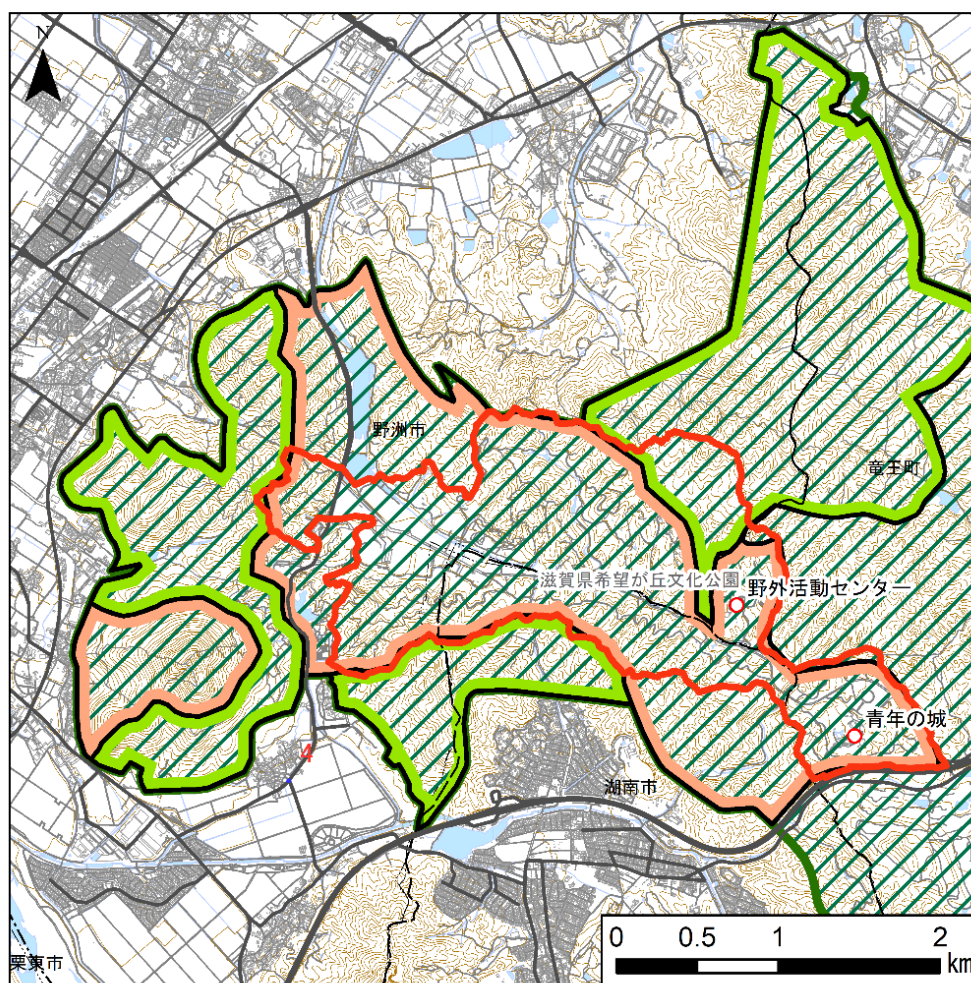 N
野洲市
竜王町
滋賀県希望が丘文化公園
野外活動センター
青年の城
4
湖南市
栗東市
0 0.5 1 2
km